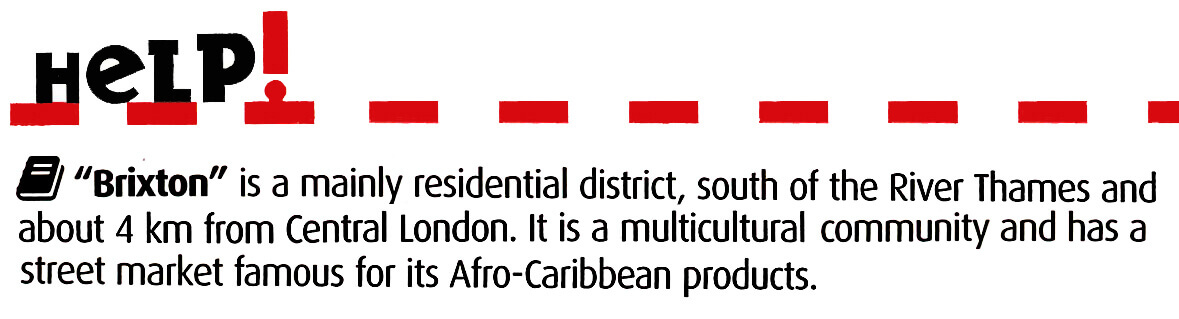 HeLP!
“Brixton” is a mainly residential district, south of the River Thames and
about 4 km from Central London. It is a multicultural community and has a
street market famous for its Afro-Caribbean products.